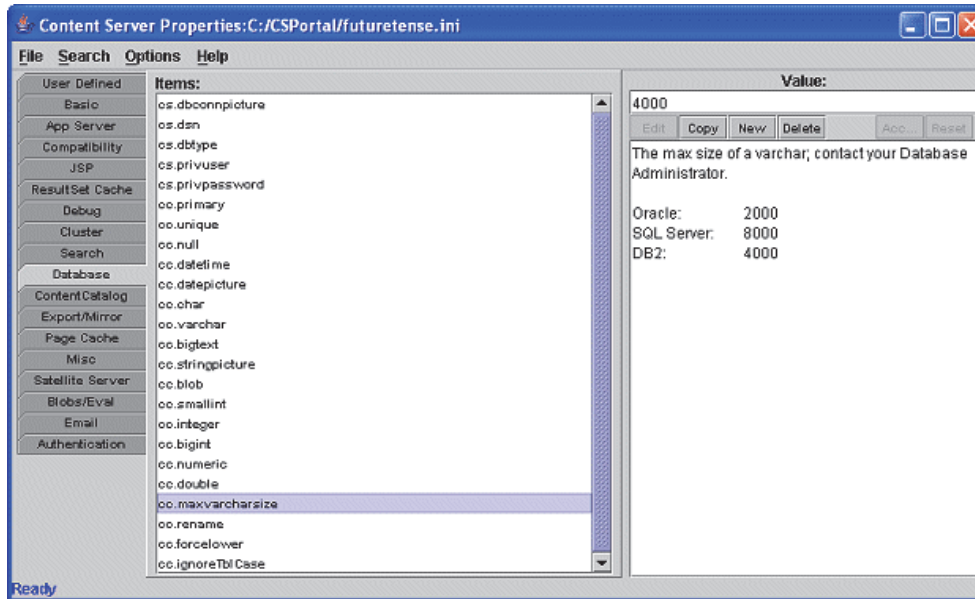 Content Server Properties:C:/CSPortal/futuretense.ini
File Search Options Help
User Defined
Basic
App Server
Compatibility
JSP
ResultSet Cache
Debug
Cluster
Search
Database
ContentCatalog
Export/Mirror
Page Cache
Misc
Satellite Server
Blobs/Eval
Email
Authentication
Items:
cs.dbconnpicture
cs.dsn
cs.dbtype
cs.privuser
cs.privpassword
cc.primary
cc.unique
cc.null
cc.datetime
cc.datepicture
cc.char
cc.varchar
cc.bigtext
cc.stringpicture
cc.blob
cc.smallint
cc.integer
cc.bigint
cc.numeric
cc.double
cc.maxvarcharsize
cc.rename
cc.forcelower
cc.ignoreTblCase
Value:
4000
Edit Copy New Delete Acc... Reset
The max size of a varchar; contact your Database
Administrator.
Oracle: 2000
SQL Server: 8000
DB2: 4000
Ready